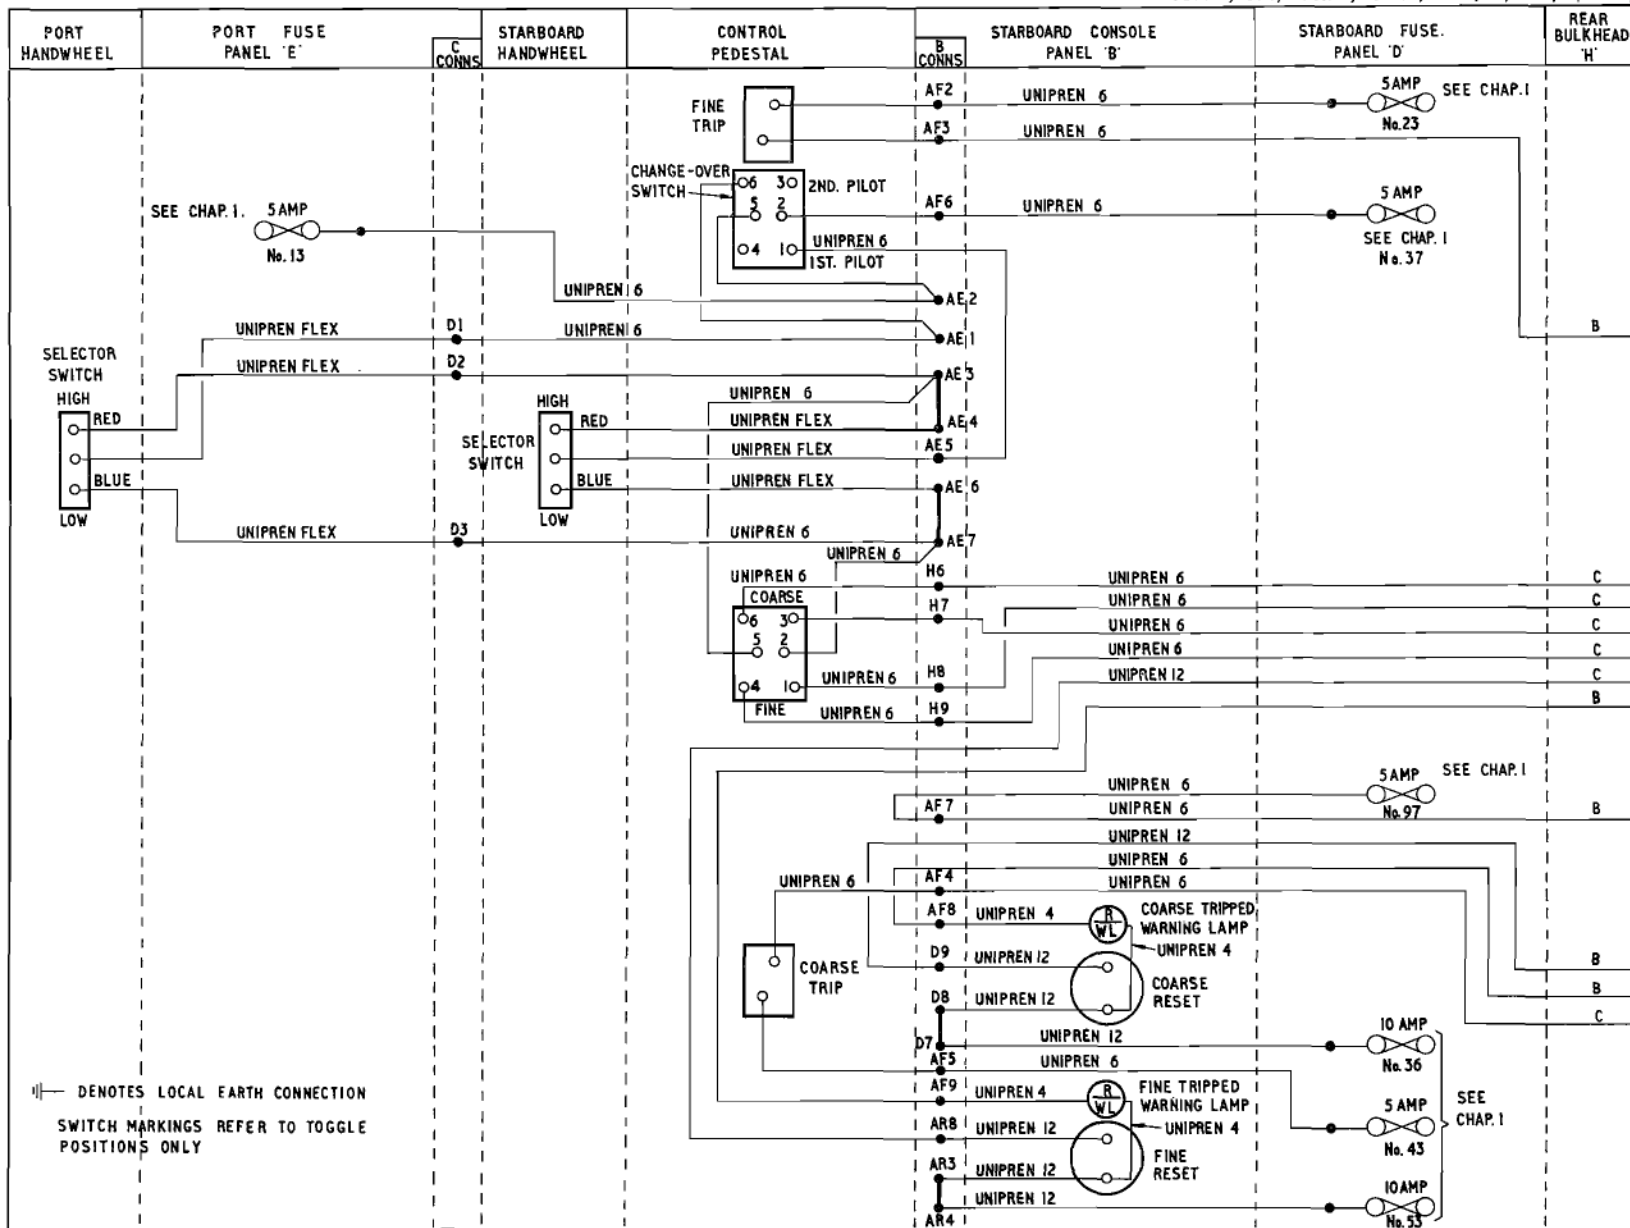 PORT
HANDWHEEL
PORT FUSE
PANEL 'E'
C
CONNS
STARBOARD
HANDWHEEL
CONTROL
PEDESTAL
B
CONNS
STARBOARD CONSOLE
PANEL 'B'
STARBOARD FUSE.
PANEL 'D'
REAR
BULKHEAD
'H'
FINE
TRIP
AF2
UNIPREN 6
5 AMP
SEE CHAP. 1
No. 23
AF3
UNIPREN 6
CHANGE-OVER
SWITCH
6
3
2ND. PILOT
5
2
4
1
1ST. PILOT
UNIPREN 6
AF6
UNIPREN 6
5 AMP
SEE CHAP. 1
No. 37
SEE CHAP. 1.
5 AMP
No. 13
UNIPREN 6
AE 2
UNIPREN FLEX
D1
UNIPREN 6
AE 1
UNIPREN FLEX
D2
AE 3
B
SELECTOR
SWITCH
HIGH
RED
BLUE
LOW
UNIPREN 6
HIGH
RED
SELECTOR
SWITCH
BLUE
LOW
UNIPREN FLEX
AE 4
UNIPREN FLEX
AE 5
UNIPREN FLEX
AE 6
UNIPREN FLEX
D3
UNIPREN 6
AE 7
UNIPREN 6
UNIPREN 6
H6
UNIPREN 6
C
COARSE
H7
UNIPREN 6
C
6
3
5
2
4
1
FINE
UNIPREN 6
C
UNIPREN 6
C
UNIPREN 6
H8
UNIPREN 12
C
UNIPREN 6
H9
B
UNIPREN 6
5 AMP
SEE CHAP. 1
No. 97
AF 7
UNIPREN 6
B
UNIPREN 12
UNIPREN 6
UNIPREN 6
AF 4
UNIPREN 6
AF8
UNIPREN 4
R
WL
COARSE TRIPPED
WARNING LAMP
UNIPREN 4
D9
UNIPREN 12
COARSE
RESET
B
COARSE
TRIP
D8
UNIPREN 12
B
C
D7
UNIPREN 12
10 AMP
No. 36
AF5
UNIPREN 6
AF9
UNIPREN 4
R
WL
FINE TRIPPED
WARNING LAMP
UNIPREN 4
5 AMP
No. 43
SEE
CHAP. 1
AR8
UNIPREN 12
FINE
RESET
AR3
UNIPREN 12
AR4
UNIPREN 12
10 AMP
No. 53
DENOTES LOCAL EARTH CONNECTION
SWITCH MARKINGS REFER TO TOGGLE
POSITIONS ONLY